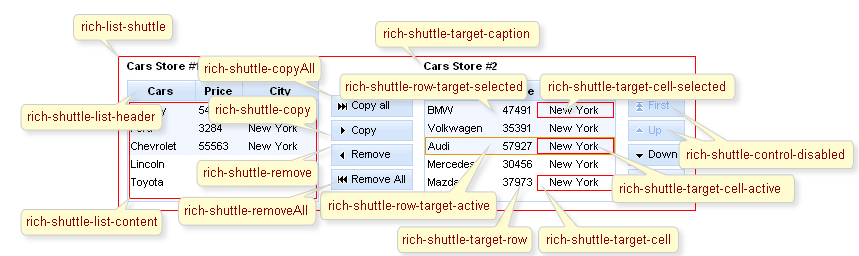 rich-list-shuttle
rich-shuttle-target-caption
Cars Store #1
Cars Store #2
rich-shuttle-copyAll
rich-shuttle-row-target-selected
rich-shuttle-target-cell-selected
Cars Price City
Copy all
BMW 47491 New York
First
rich-shuttle-list-header
rich-shuttle-copy
3284 New York
Copy
Volkwagen 35391 New York
Up
Chevrolet 55563 New York
Remove
Audi 57927 New York
Down
rich-shuttle-control-disabled
Lincoln
rich-shuttle-remove
Mercedes 30456 New York
Toyota
Remove All
Mazda 37973 New York
rich-shuttle-target-cell-active
rich-shuttle-row-target-active
rich-shuttle-removeAll
rich-shuttle-list-content
rich-shuttle-target-row
rich-shuttle-target-cell